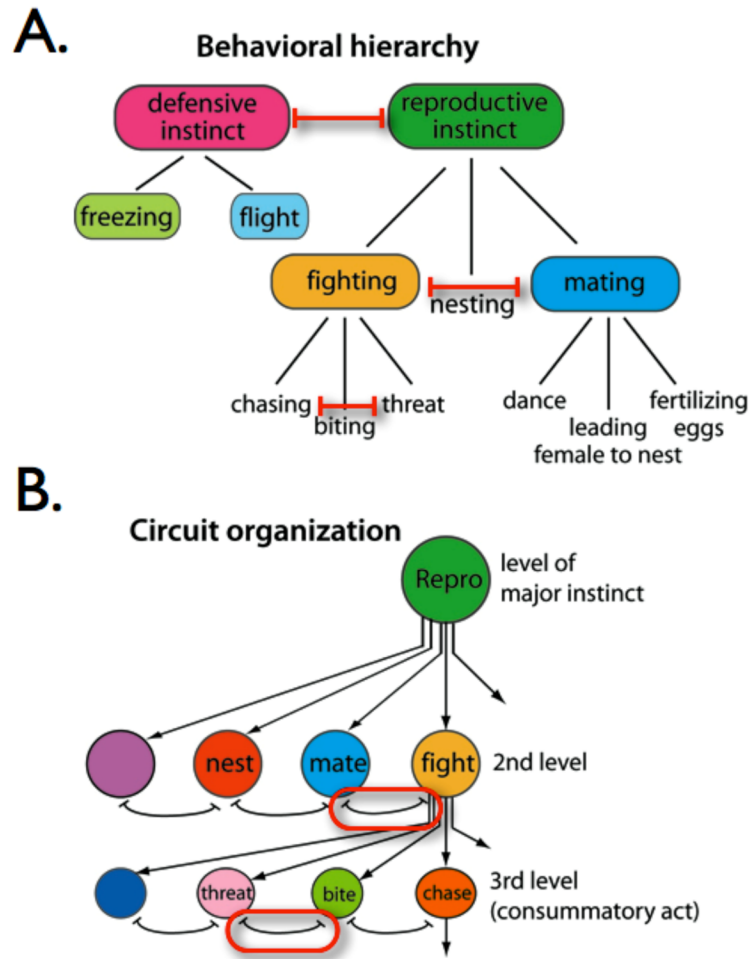 A.
Behavioral hierarchy
defensive
instinct
reproductive
instinct
freezing
flight
fighting
nesting
mating
chasing
biting
threat
dance
leading
female to nest
fertilizing
eggs
B.
Circuit organization
Repro
level of
major instinct
nest
mate
fight
2nd level
threat
bite
chase
3rd level
(consummatory act)